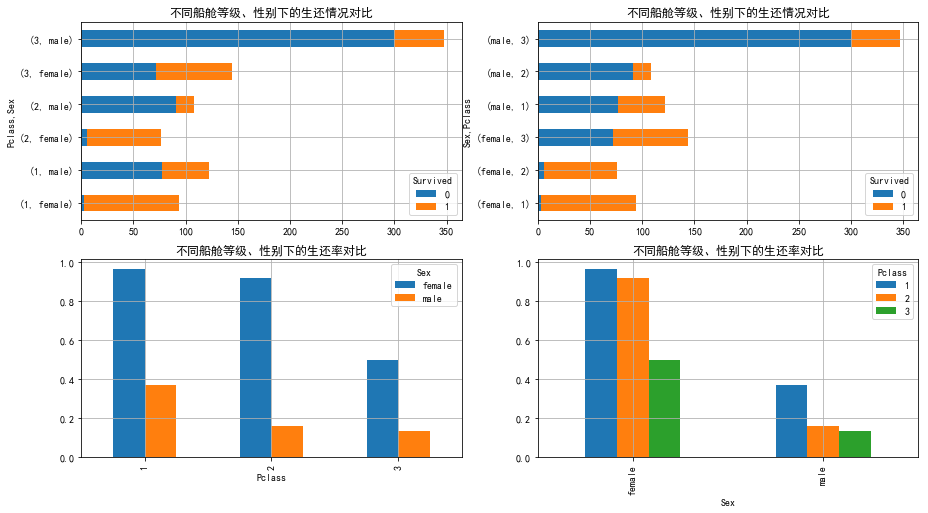 不同船舱等级、性别下的生还情况对比
Pclass,Sex
(3, male)
(3, female)
(2, male)
(2, female)
(1, male)
(1, female)
0 50 100 150 200 250 300 350
Survived
0
1
不同船舱等级、性别下的生还情况对比
Sex,Pclass
(male, 3)
(male, 2)
(male, 1)
(female, 3)
(female, 2)
(female, 1)
0 50 100 150 200 250 300 350
Survived
0
1
不同船舱等级、性别下的生还率对比
1.0
0.8
0.6
0.4
0.2
0.0
1 2 3
Pclass
Sex
female
male
不同船舱等级、性别下的生还率对比
1.0
0.8
0.6
0.4
0.2
0.0
female male
Sex
Pclass
1
2
3